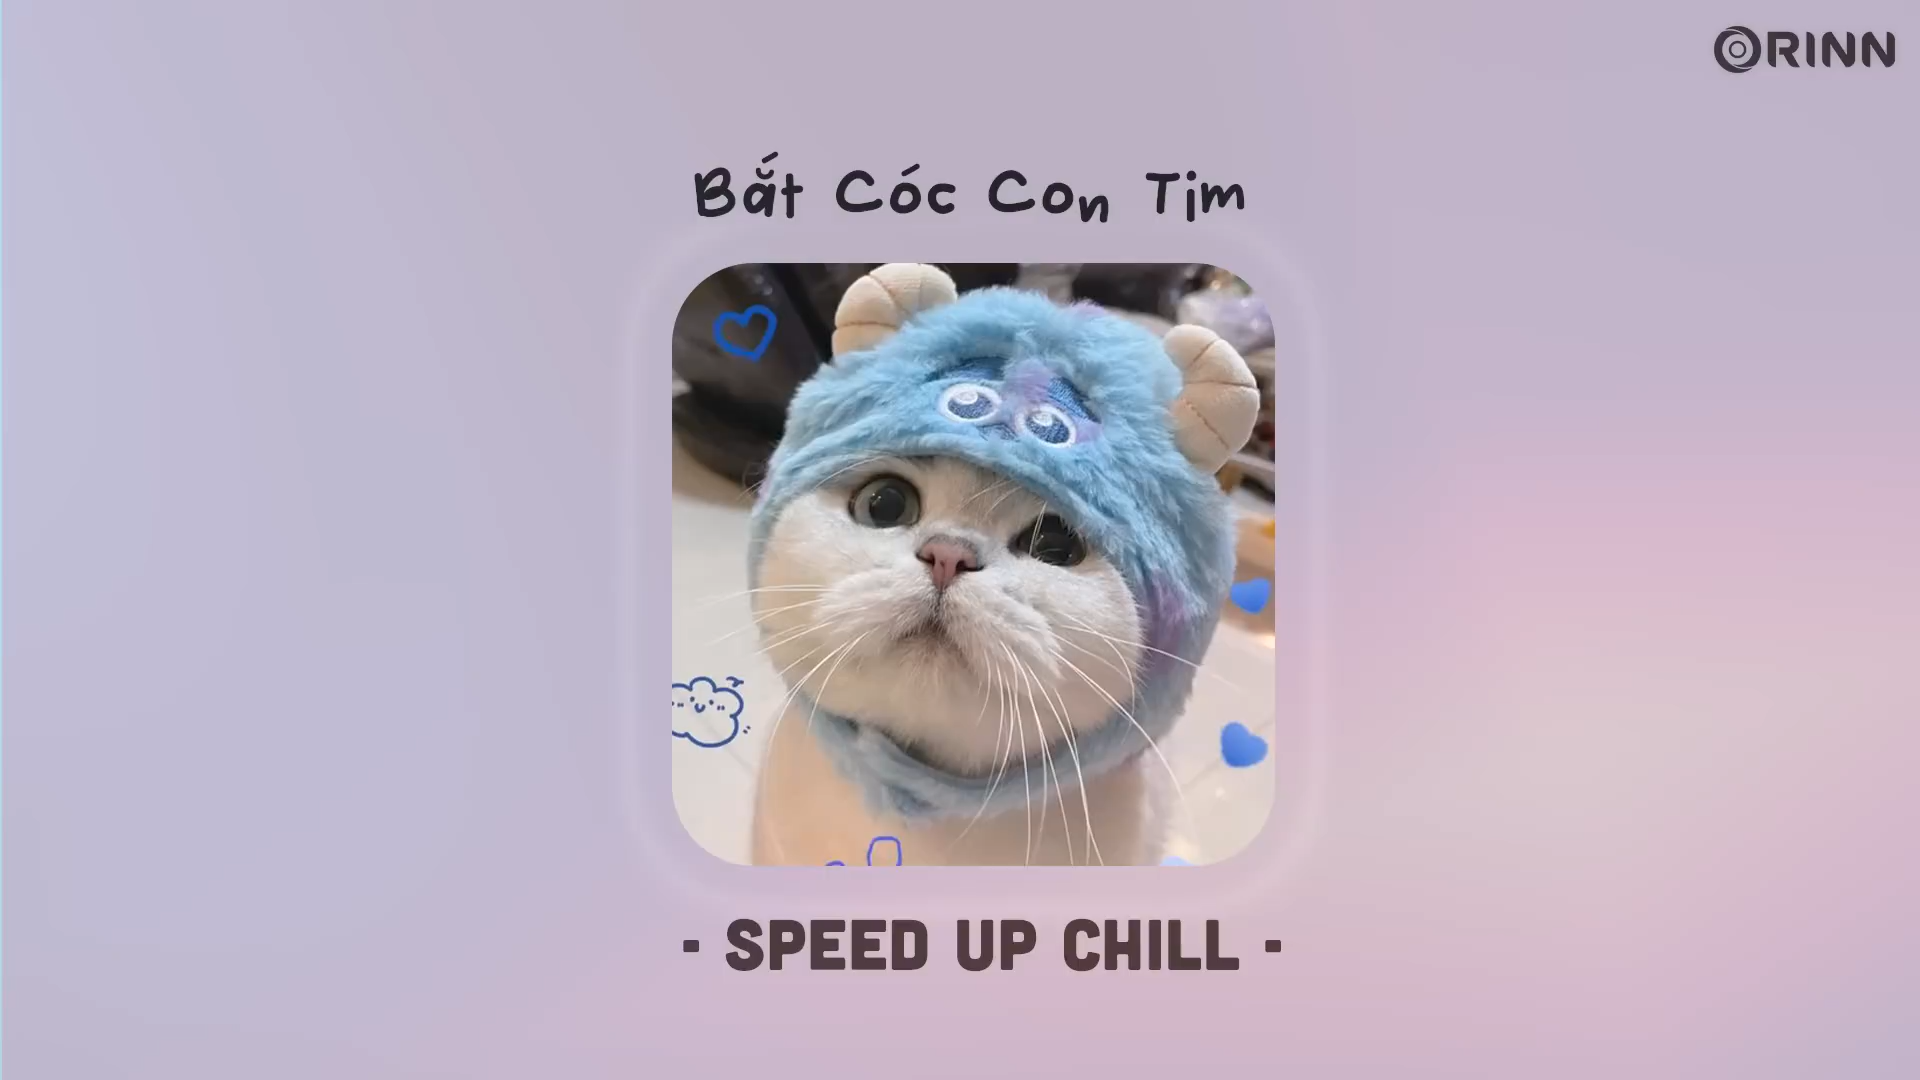 ORINN
Bắt Cóc Con Tim
- SPEED UP CHILL -